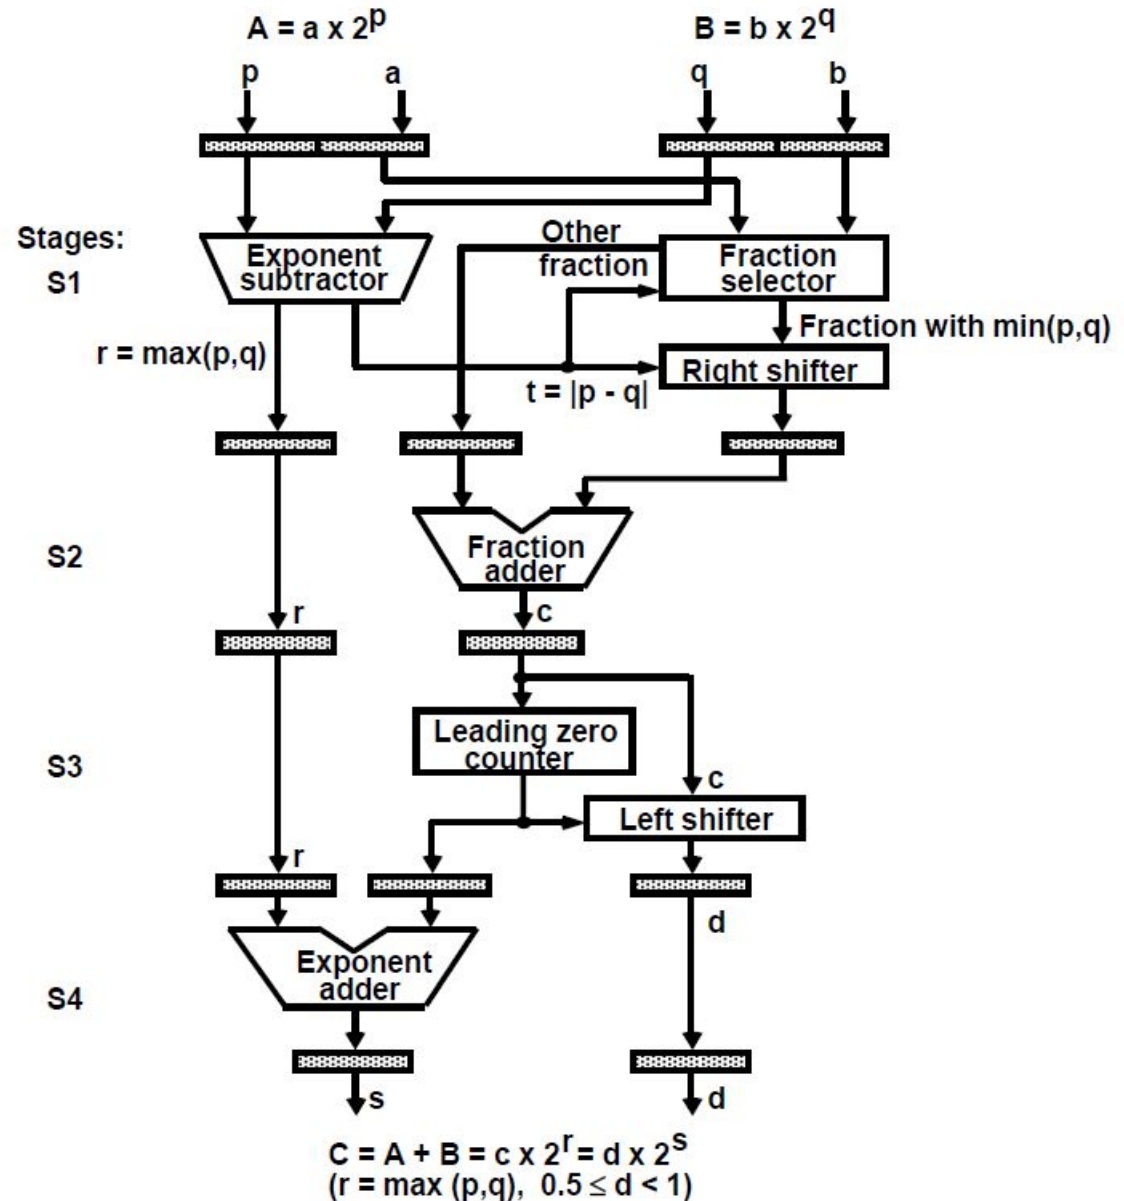 A = a x 2^p
B = b x 2^q
p
a
q
b
Stages:
S1
Exponent
subtractor
Other
fraction
Fraction
selector
Fraction with min(p,q)
r = max(p,q)
Right shifter
t = |p - q|
S2
Fraction
adder
r
c
S3
Leading zero
counter
c
Left shifter
r
d
S4
Exponent
adder
s
d
C = A + B = c x 2^r = d x 2^s
(r = max (p,q), 0.5 ≤ d < 1)